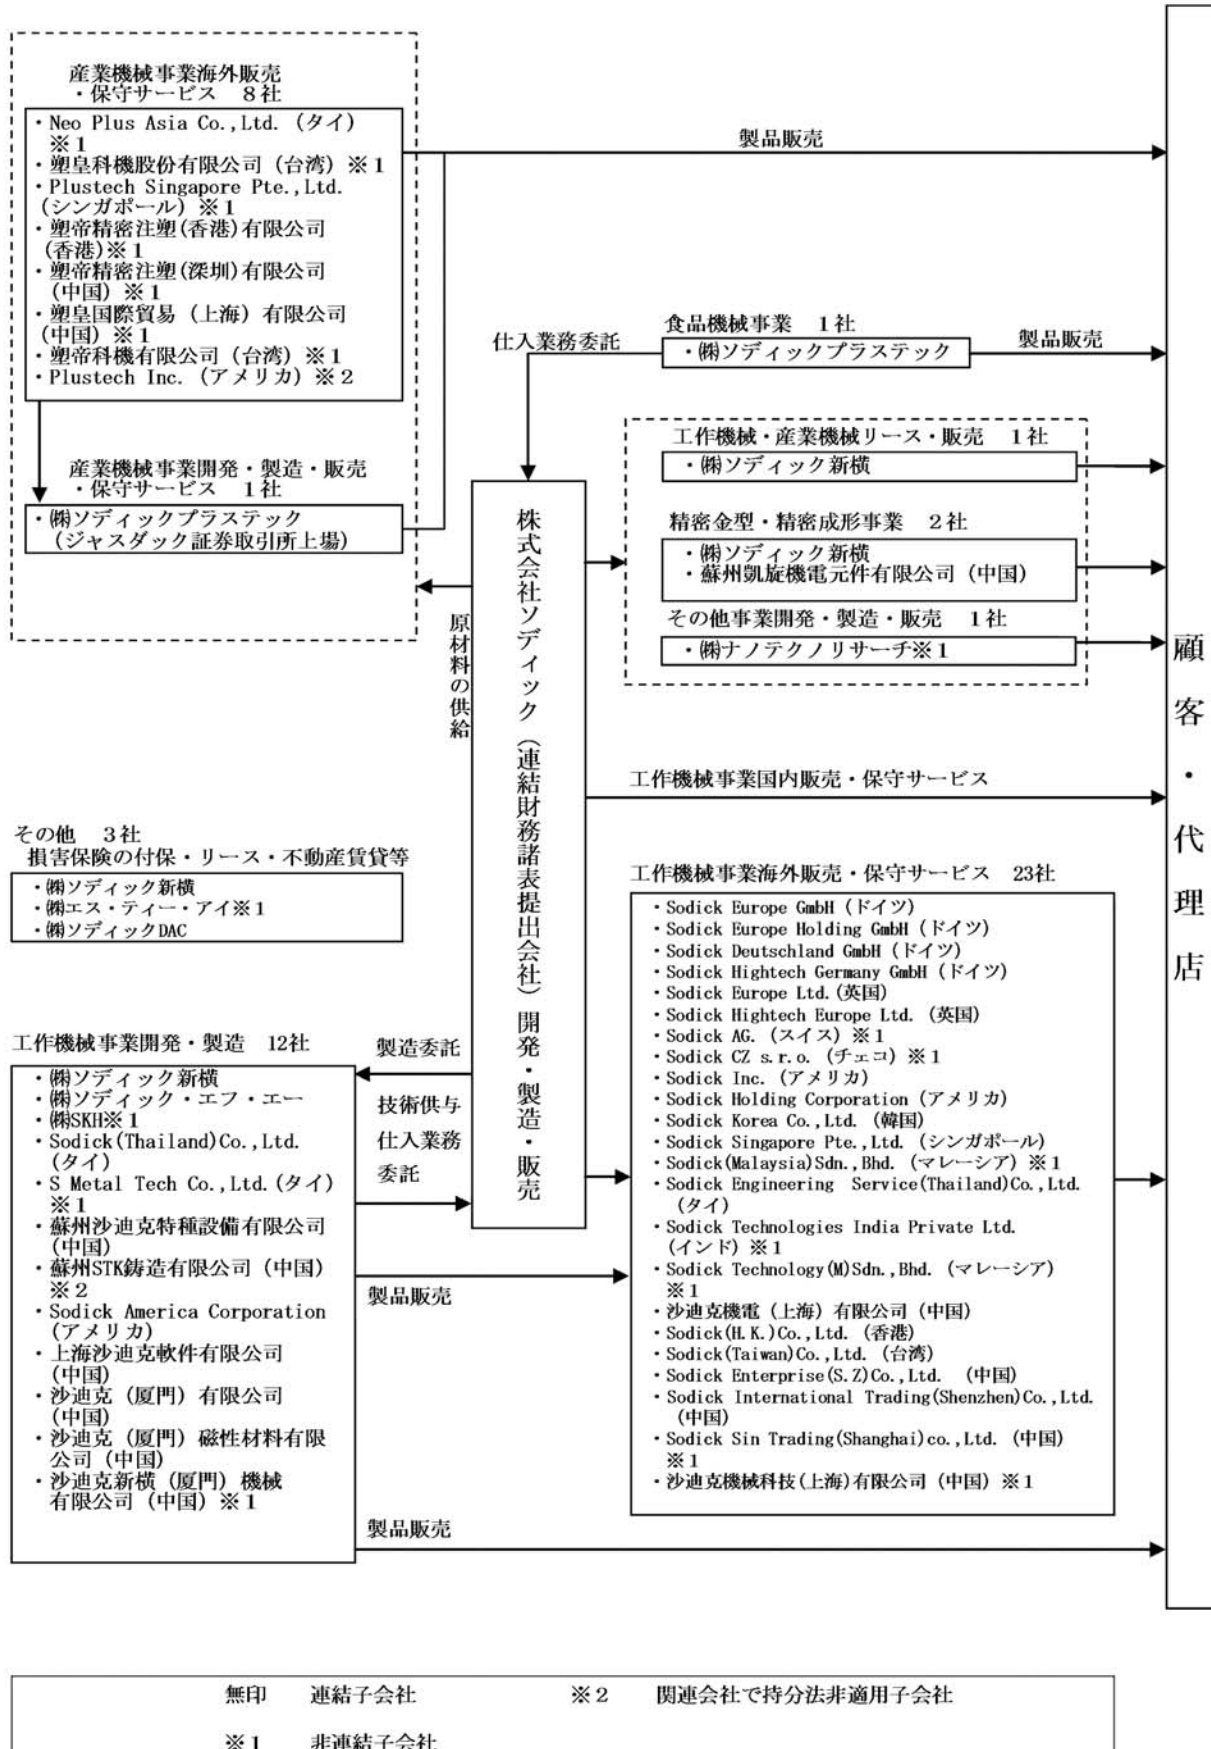 産業機械事業海外販売
・保守サービス　8社
・Neo Plus Asia Co.,Ltd.（タイ）
※1
・塑皇科機股份有限公司（台湾）※1
・Plustech Singapore Pte.,Ltd.
（シンガポール）※1
・塑帝精密注塑(香港)有限公司
(香港)※1
・塑帝精密注塑(深圳)有限公司
（中国）※1
・塑皇国際貿易（上海）有限公司
（中国）※1
・塑帝科機有限公司（台湾）※1
・Plustech Inc.（アメリカ）※2
産業機械事業開発・製造・販売
・保守サービス　1社
・㈱ソディックプラステック
（ジャスダック証券取引所上場）
製品販売
食品機械事業　1社
仕入業務委託
・㈱ソディックプラステック
製品販売
工作機械・産業機械リース・販売　1社
・㈱ソディック新横
精密金型・精密成形事業　2社
・㈱ソディック新横
・蘇州凱旋機電元件有限公司（中国）
その他事業開発・製造・販売　1社
・㈱ナノテクノリサーチ※1
原材料の供給
株式会社ソディック（連結財務諸表提出会社）開発・製造・販売
顧客・代理店
工作機械事業国内販売・保守サービス
その他　3社
損害保険の付保・リース・不動産賃貸等
・㈱ソディック新横
・㈱エス・ティー・アイ※1
・㈱ソディックDAC
工作機械事業開発・製造　12社
・㈱ソディック新横
・㈱ソディック・エフ・エー
・㈱SKH※1
・Sodick(Thailand)Co.,Ltd.
（タイ）
・S Metal Tech Co.,Ltd.（タイ）
※1
・蘇州沙迪克特種設備有限公司
（中国）
・蘇州STK鋳造有限公司（中国）
※2
・Sodick America Corporation
（アメリカ）
・上海沙迪克軟件有限公司
（中国）
・沙迪克（厦門）有限公司
（中国）
・沙迪克（厦門）磁性材料有限
公司（中国）
・沙迪克新横（厦門）機械
有限公司（中国）※1
製造委託
技術供与
仕入業務
委託
製品販売
製品販売
工作機械事業海外販売・保守サービス　23社
・Sodick Europe GmbH（ドイツ）
・Sodick Europe Holding GmbH（ドイツ）
・Sodick Deutschland GmbH（ドイツ）
・Sodick Hightech Germany GmbH（ドイツ）
・Sodick Europe Ltd.（英国）
・Sodick Hightech Europe Ltd.（英国）
・Sodick AG.（スイス）※1
・Sodick CZ s.r.o.（チェコ）※1
・Sodick Inc.（アメリカ）
・Sodick Holding Corporation（アメリカ）
・Sodick Korea Co.,Ltd.（韓国）
・Sodick Singapore Pte.,Ltd.（シンガポール）
・Sodick(Malaysia)Sdn.,Bhd.（マレーシア）※1
・Sodick Engineering　Service(Thailand)Co.,Ltd.
（タイ）
・Sodick Technologies India Private Ltd.
（インド）※1
・Sodick Technology(M)Sdn.,Bhd.（マレーシア）
※1
・沙迪克機電（上海）有限公司（中国）
・Sodick(H.K.)Co.,Ltd.（香港）
・Sodick(Taiwan)Co.,Ltd.（台湾）
・Sodick Enterprise(S.Z)Co.,Ltd.　（中国）
・Sodick International Trading(Shenzhen)Co.,Ltd.
（中国）
・Sodick Sin Trading(Shanghai)co.,Ltd.（中国）
※1
・沙迪克機械科技(上海)有限公司（中国）※1
無印　連結子会社　※2　関連会社で持分法非適用子会社
※1　非連結子会社